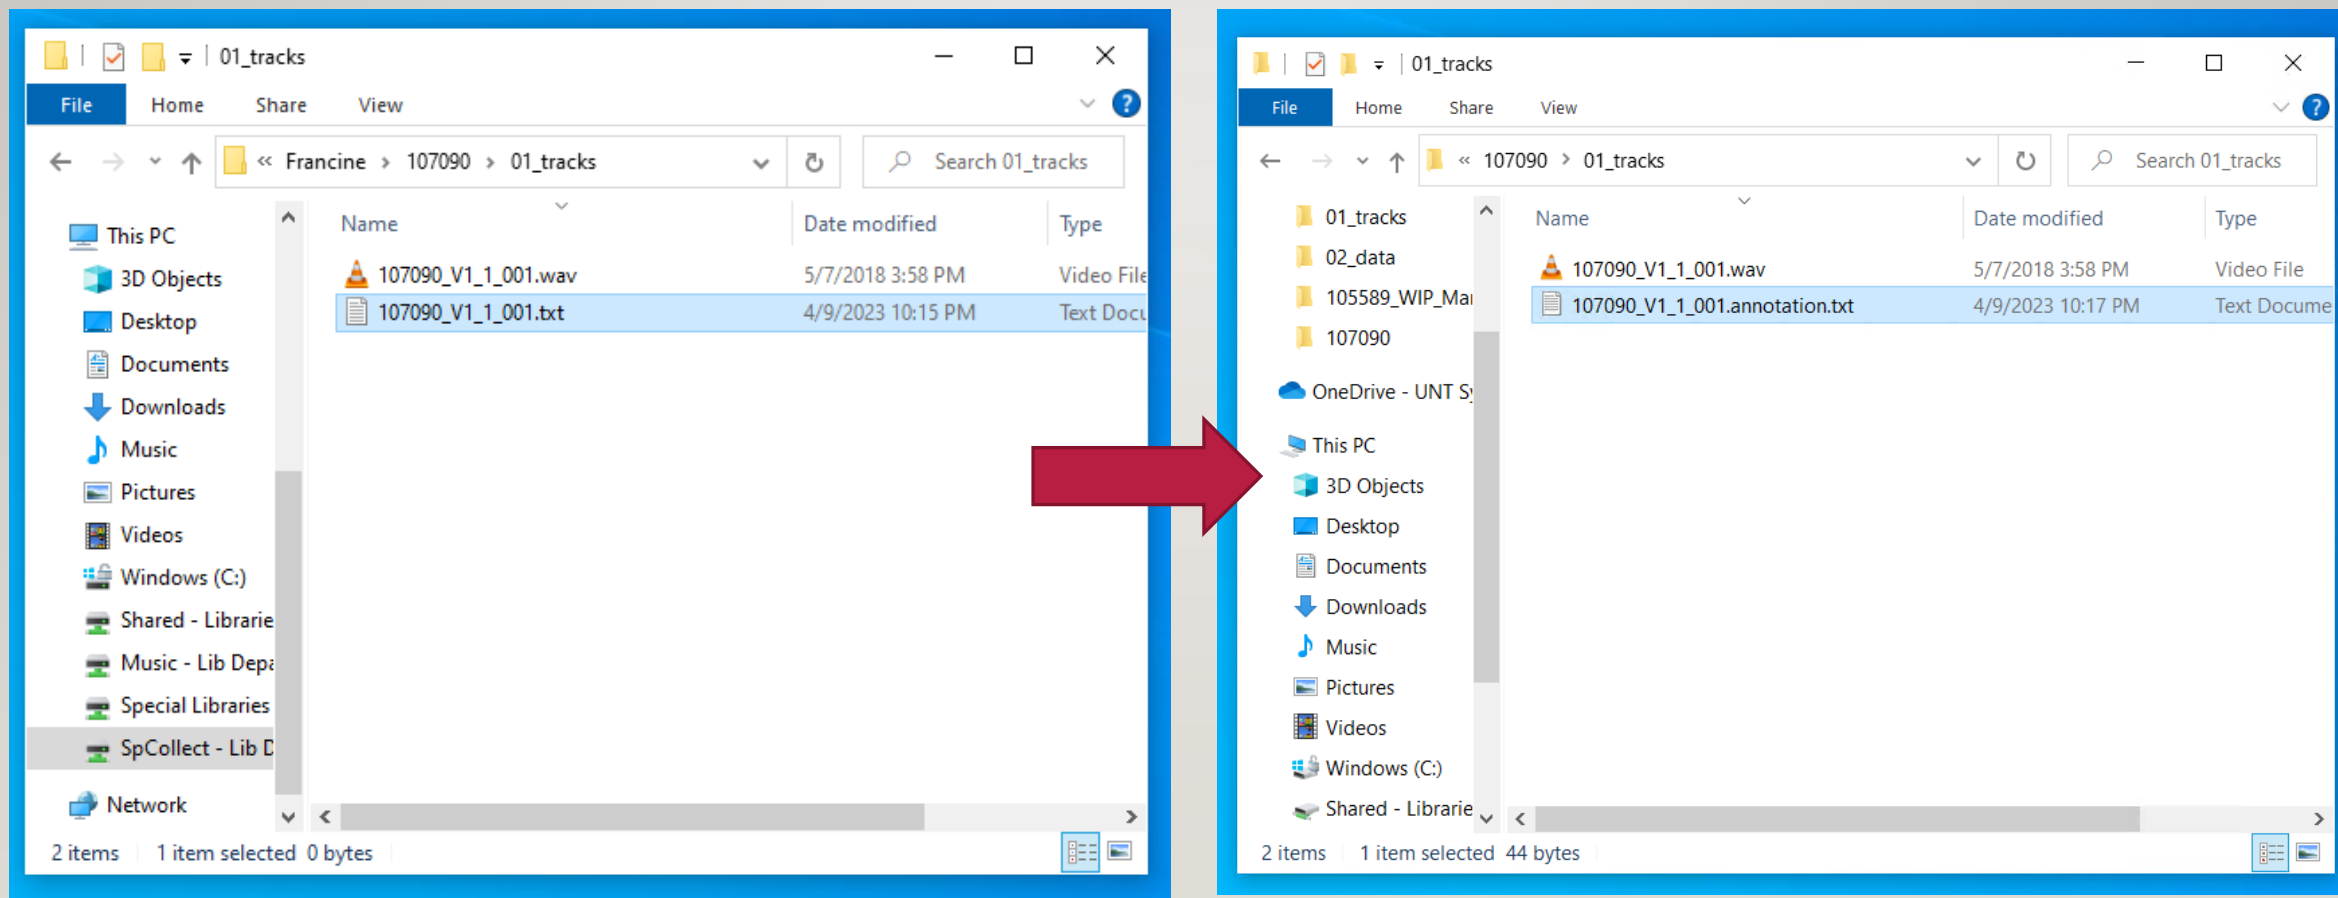 01_tracks
File Home Share View
« Francine > 107090 > 01_tracks
Search 01_tracks
Name Date modified Type
This PC
3D Objects
Desktop
Documents
Downloads
Music
Pictures
Videos
Windows (C:)
Shared - Librarie
Music - Lib Depa
Special Libraries
SpCollect - Lib D
Network
107090_V1_1_001.wav 5/7/2018 3:58 PM Video File
107090_V1_1_001.txt 4/9/2023 10:15 PM Text Docu
2 items 1 item selected 0 bytes
01_tracks
File Home Share View
« 107090 > 01_tracks
Search 01_tracks
Name Date modified Type
01_tracks
02_data
105589_WIP_Mar
107090
OneDrive - UNT Sy
This PC
3D Objects
Desktop
Documents
Downloads
Music
Pictures
Videos
Windows (C:)
Shared - Librarie
107090_V1_1_001.wav 5/7/2018 3:58 PM Video File
107090_V1_1_001.annotation.txt 4/9/2023 10:17 PM Text Docume
2 items 1 item selected 44 bytes